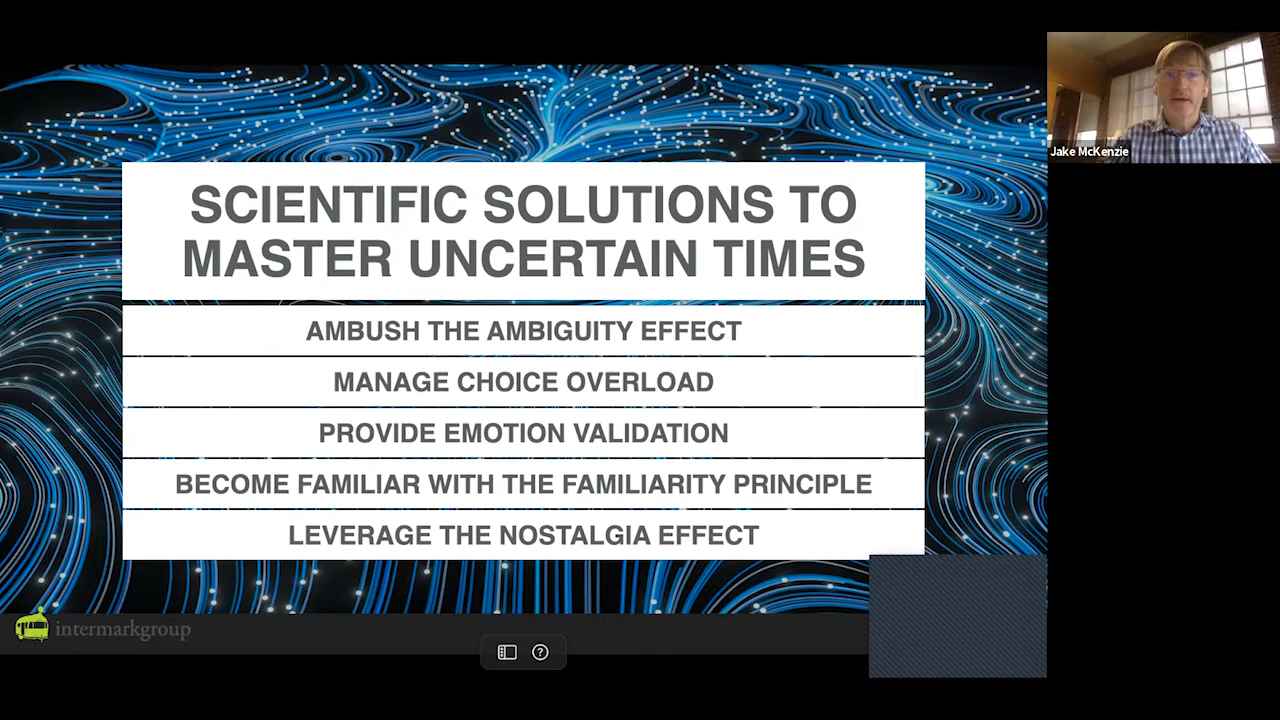 SCIENTIFIC SOLUTIONS TO
MASTER UNCERTAIN TIMES
AMBUSH THE AMBIGUITY EFFECT
MANAGE CHOICE OVERLOAD
PROVIDE EMOTION VALIDATION
BECOME FAMILIAR WITH THE FAMILIARITY PRINCIPLE
LEVERAGE THE NOSTALGIA EFFECT
intermarkgroup
?
Jake McKenzie